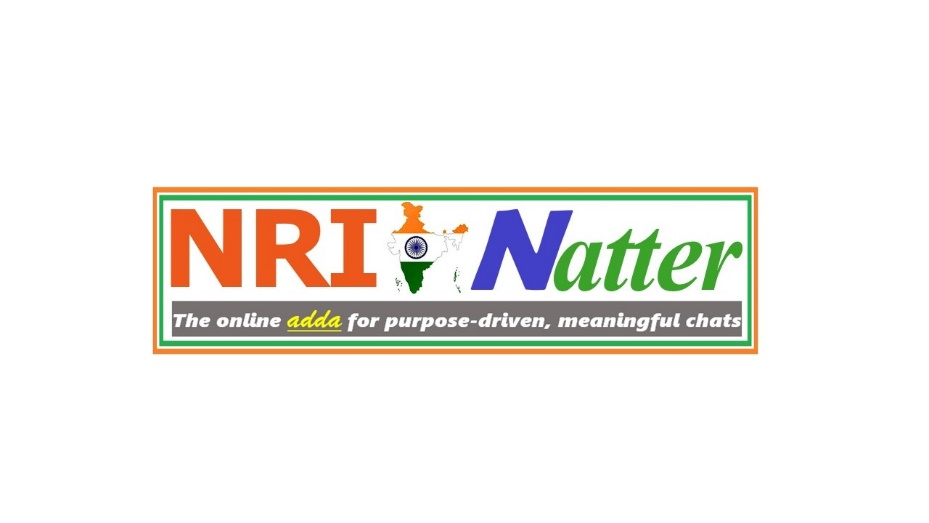 NRI Natter
The online adda for purpose-driven, meaningful chats